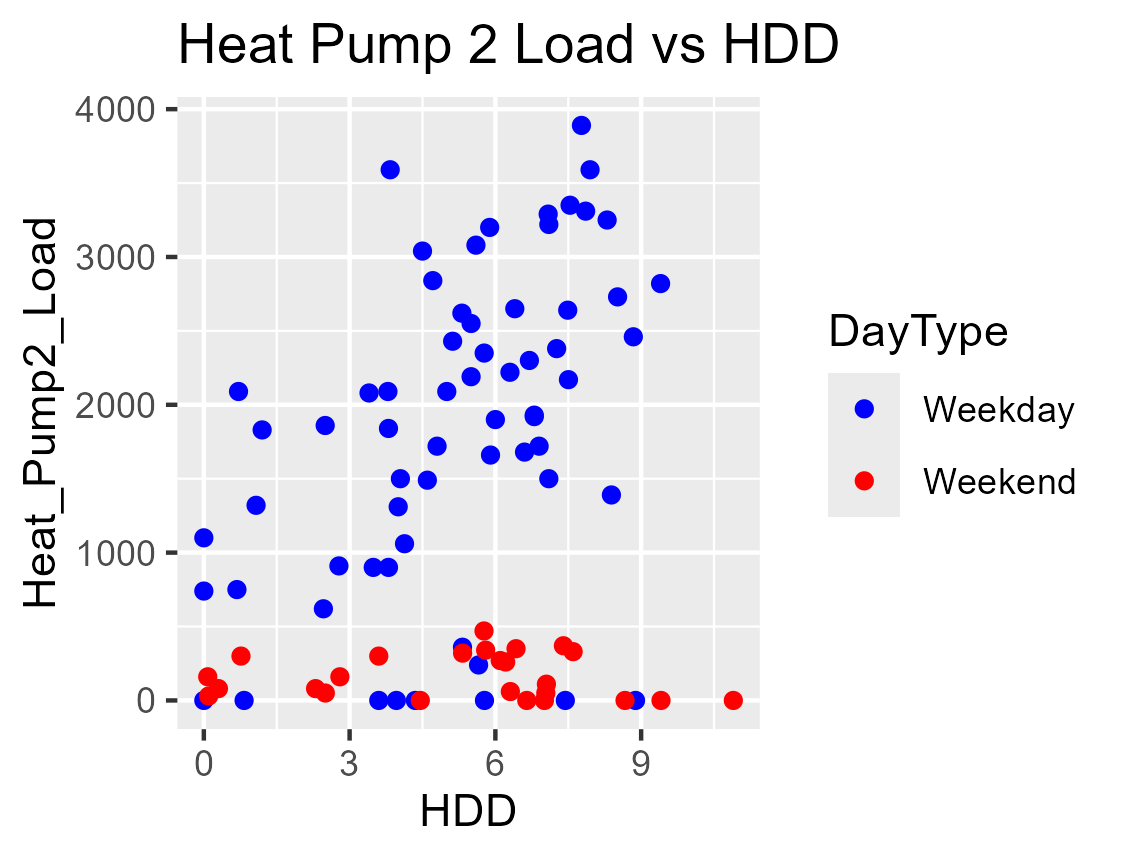 Heat Pump 2 Load vs HDD
4000
3000
2000
1000
0
Heat_Pump2_Load
0 3 6 9
HDD
DayType
Weekday
Weekend